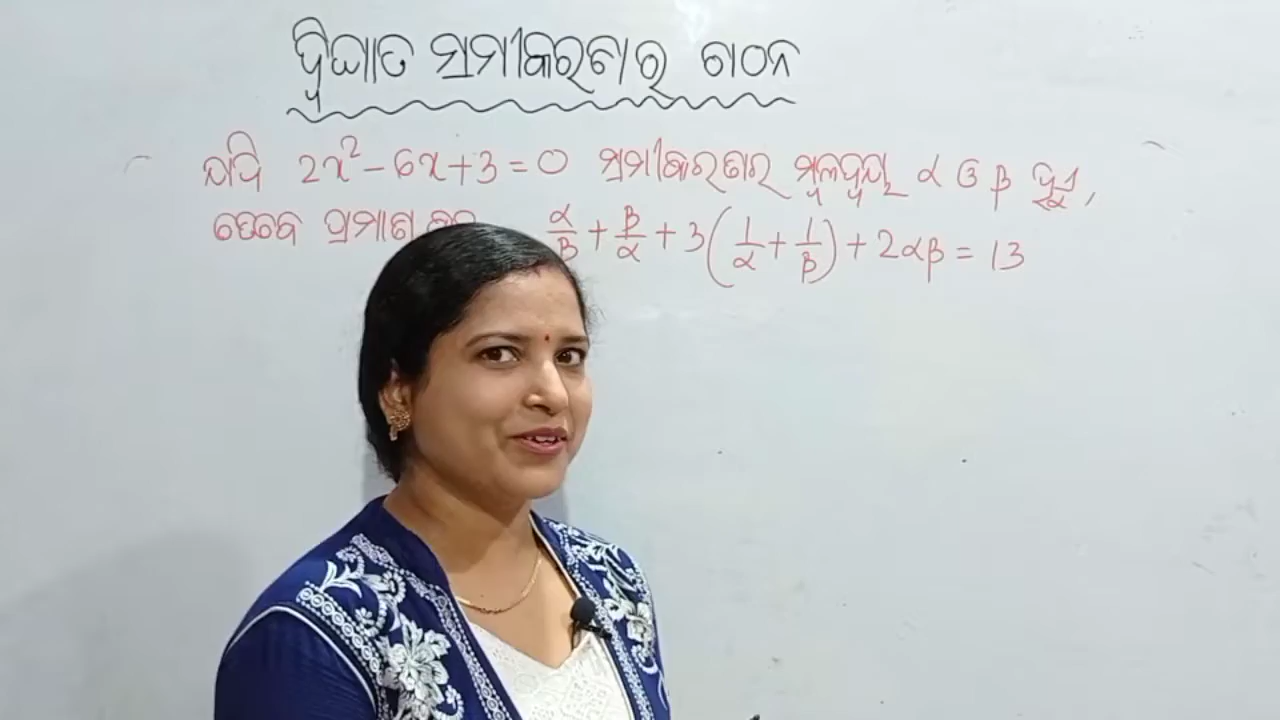 ଦ୍ୱିଘାତ ସମୀକରଣର ଗଠନ
ଯଦି 2x² - 6x + 3 = 0 ସମୀକରଣର ମୂଳଦ୍ୱୟ α ଓ β ହୁଏ,
ତେବେ ପ୍ରମାଣ α/β + β/α + 3(1/α + 1/β) + 2αβ = 13